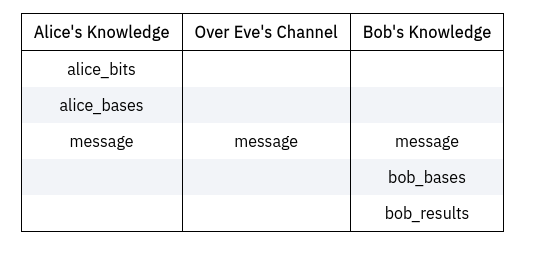 Alice's Knowledge Over Eve's Channel Bob's Knowledge
alice_bits
alice_bases
message message message
bob_bases
bob_results